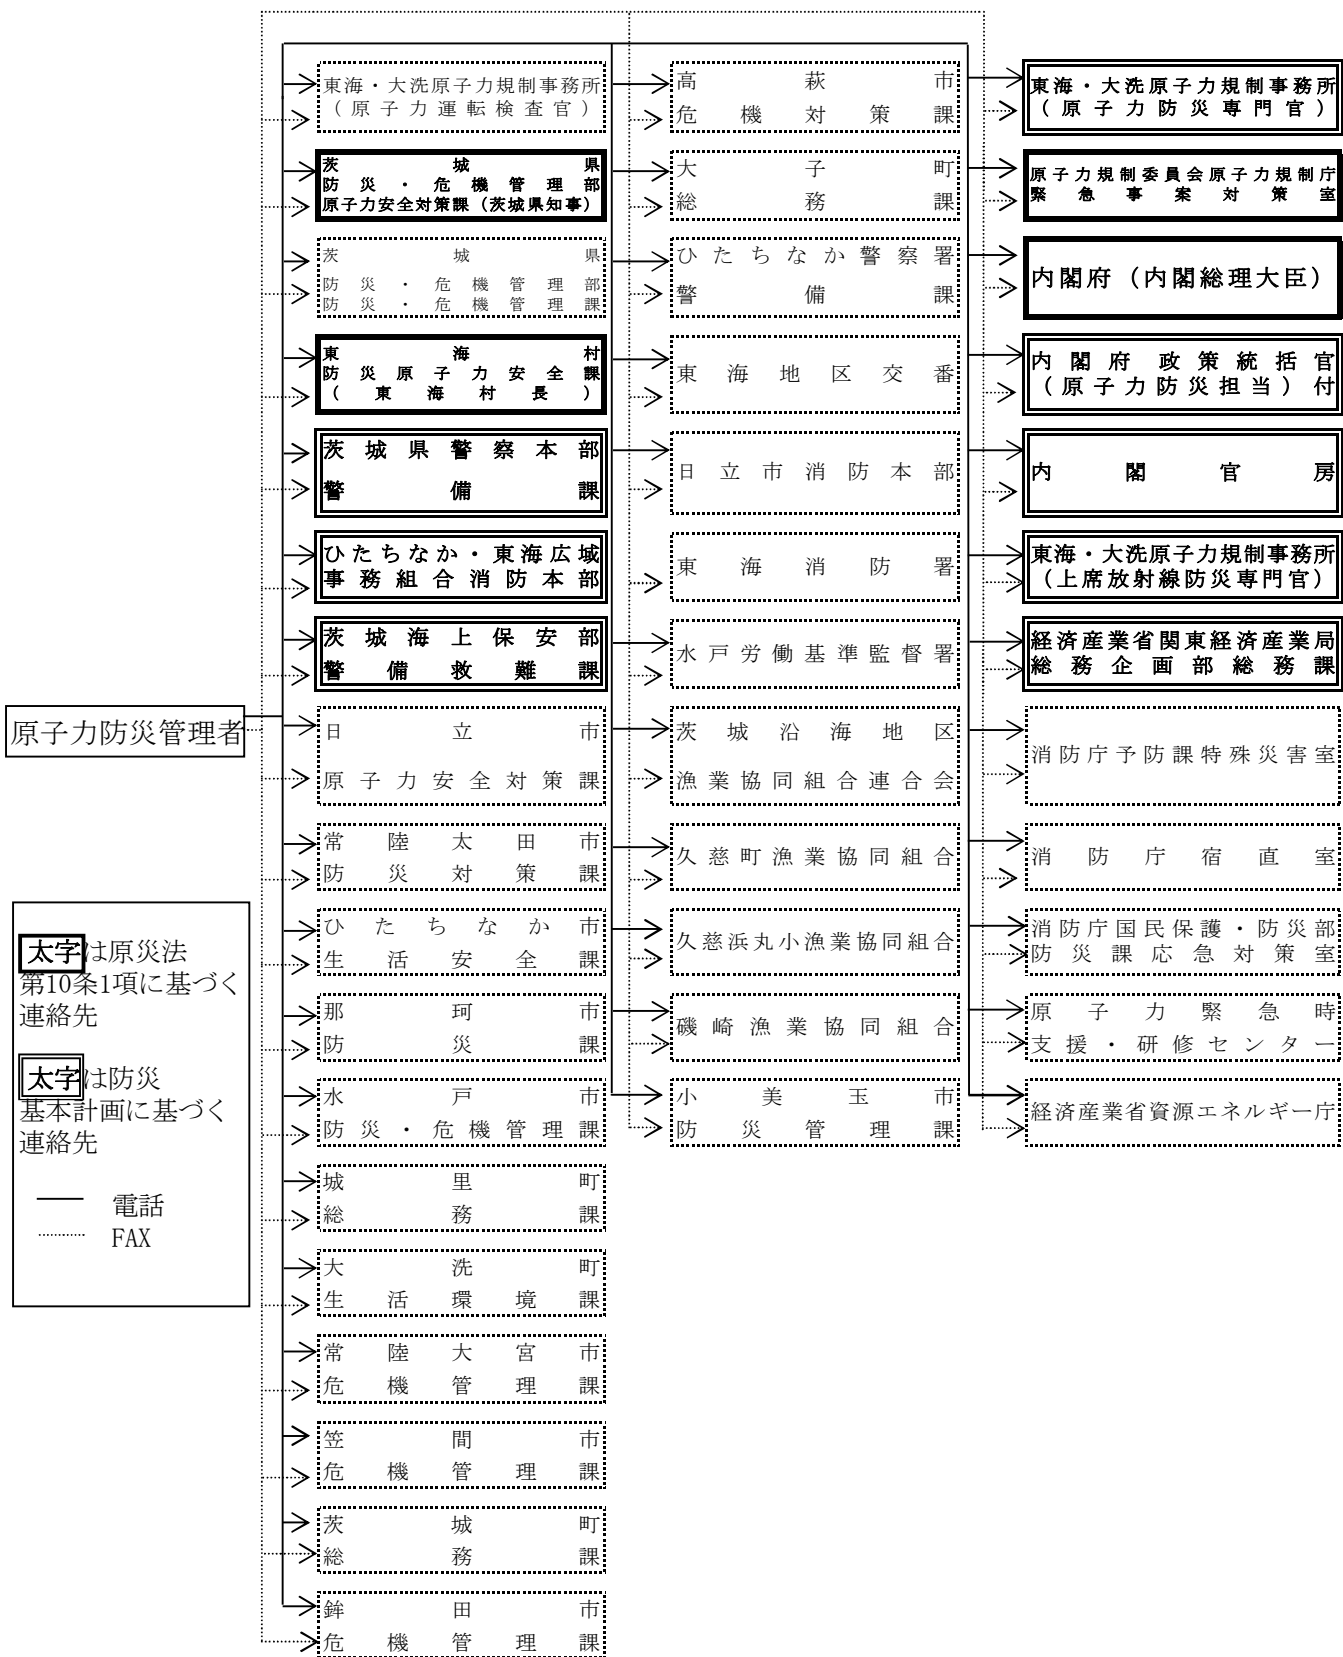 東海・大洗原子力規制事務所
(原子力運転検査官)
茨城県
防災・危機管理部
原子力安全対策課(茨城県知事)
茨城県
防災・危機管理部
防災・危機管理課
東海村
防災原子力安全課
(東海村長)
茨城県警察本部
警備課
ひたちなか・東海広域
事務組合消防本部
茨城海上保安部
警備救難課
原子力防災管理者
日立市
原子力安全対策課
常陸太田市
防災対策課
ひたちなか市
生活安全課
那珂市
防災課
水戸市
防災・危機管理課
城里町
総務課
大洗町
生活環境課
常陸大宮市
危機管理課
笠間市
危機管理課
茨城町
総務課
鉾田市
危機管理課
高萩市
危機対策課
大子町
総務課
ひたちなか警察署
警備課
東海地区交番
日立市消防本部
東海消防署
水戸労働基準監督署
茨城沿海地区
漁業協同組合連合会
久慈町漁業協同組合
久慈浜丸小漁業協同組合
磯崎漁業協同組合
小美玉市
防災管理課
東海・大洗原子力規制事務所
(原子力防災専門官)
原子力規制委員会原子力規制庁
緊急事案対策室
内閣府(内閣総理大臣)
内閣府政策統括官
(原子力防災担当)付
内閣官房
東海・大洗原子力規制事務所
(上席放射線防災専門官)
経済産業省関東経済産業局
総務企画部総務課
消防庁予防課特殊災害室
消防庁宿直室
消防庁国民保護・防災部
防災課応急対策室
原子力緊急時
支援・研修センター
経済産業省資源エネルギー庁
太字は原災法
第10条1項に基づく
連絡先
太字は防災
基本計画に基づく
連絡先
電話
FAX